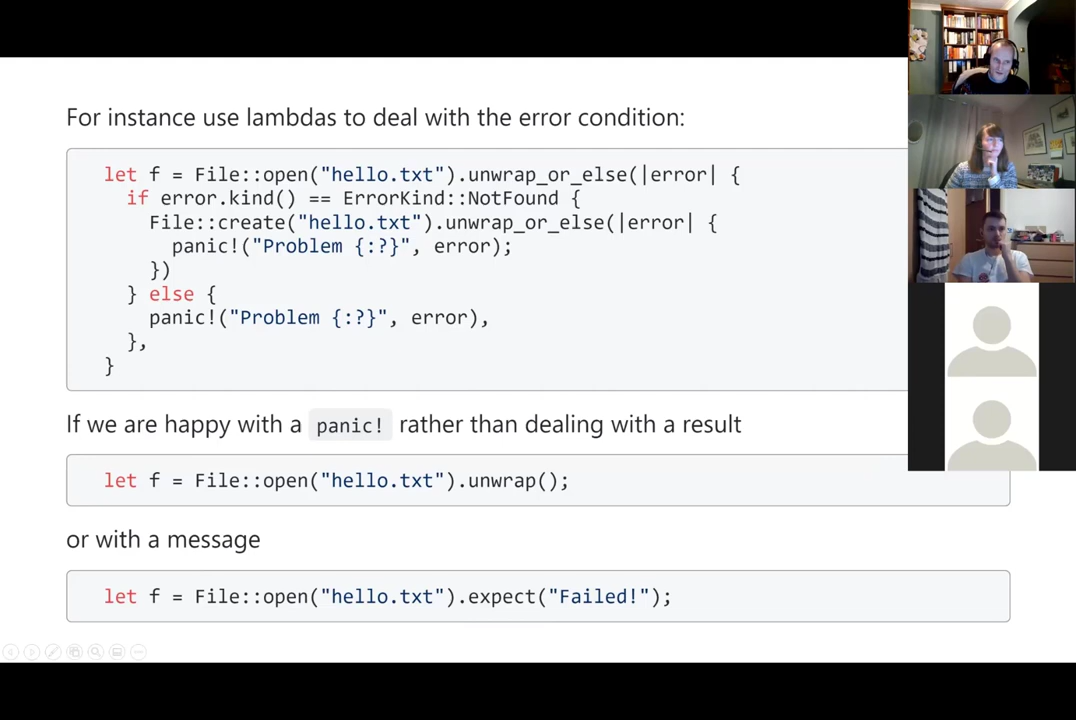 For instance use lambdas to deal with the error condition:
let f = File::open("hello.txt").unwrap_or_else(|error| {
if error.kind() == ErrorKind::NotFound {
File::create("hello.txt").unwrap_or_else(|error| {
panic!("Problem {:?}", error);
})
} else {
panic!("Problem {:?}", error),
},
}
If we are happy with a panic! rather than dealing with a result
let f = File::open("hello.txt").unwrap();
or with a message
let f = File::open("hello.txt").expect("Failed!");